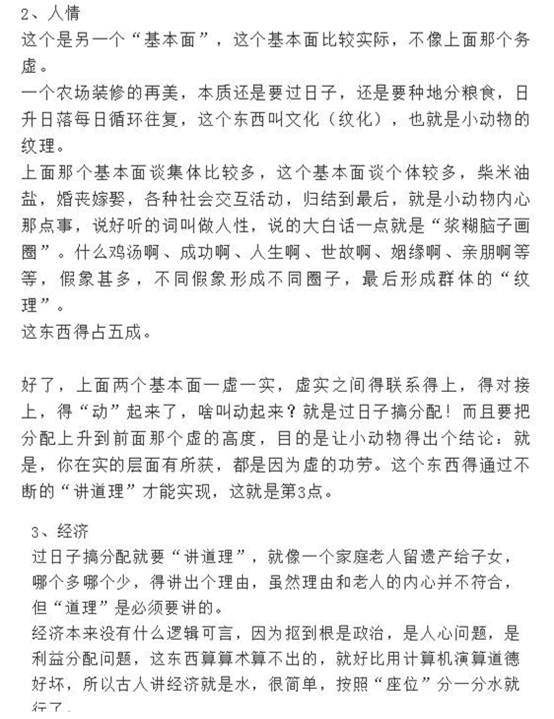 2、人情
这个是另一个“基本面”，这个基本面比较实际，不像上面那个务
虚。
一个农场装修的再美，本质还是要过日子，还是要种地分粮食，日
升日落每日循环往复，这个东西叫文化（纹化），也就是小动物的
纹理。
上面那个基本面谈集体比较多，这个基本面谈个体较多，柴米油
盐，婚丧嫁娶，各种社会交互活动，归结到最后，就是小动物内心
那点事，说好听的词叫做人性，说的大白话一点就是“浆糊脑子画
圈”。什么鸡汤啊、成功啊、人生啊、世故啊、姻缘啊、亲朋啊等
等，假象甚多，不同假象形成不同圈子，最后形成群体的“纹
理”。
这东西得占五成。
好了，上面两个基本面一虚一实，虚实之间得联系得上，得对接
上，得“动”起来了，啥叫动起来？就是过日子搞分配！而且要把
分配上升到前面那个虚的高度，目的是让小动物得出个结论：就
是，你在实的层面有所获，都是因为虚的功劳。这个东西得通过不
断的“讲道理”才能实现，这就是第3点。
3、经济
过日子搞分配就要“讲道理”，就像一个家庭老人留遗产给子女，
哪个多哪个少，得讲出个理由，虽然理由和老人的内心并不符合，
但“道理”是必须要讲的。
经济本来没有什么逻辑可言，因为抠到根是政治，是人心问题，是
利益分配问题，这东西算算术算不出的，就好比用计算机演算道德
好坏，所以古人讲经济就是水，很简单，按照“座位”分一分水就
行了。